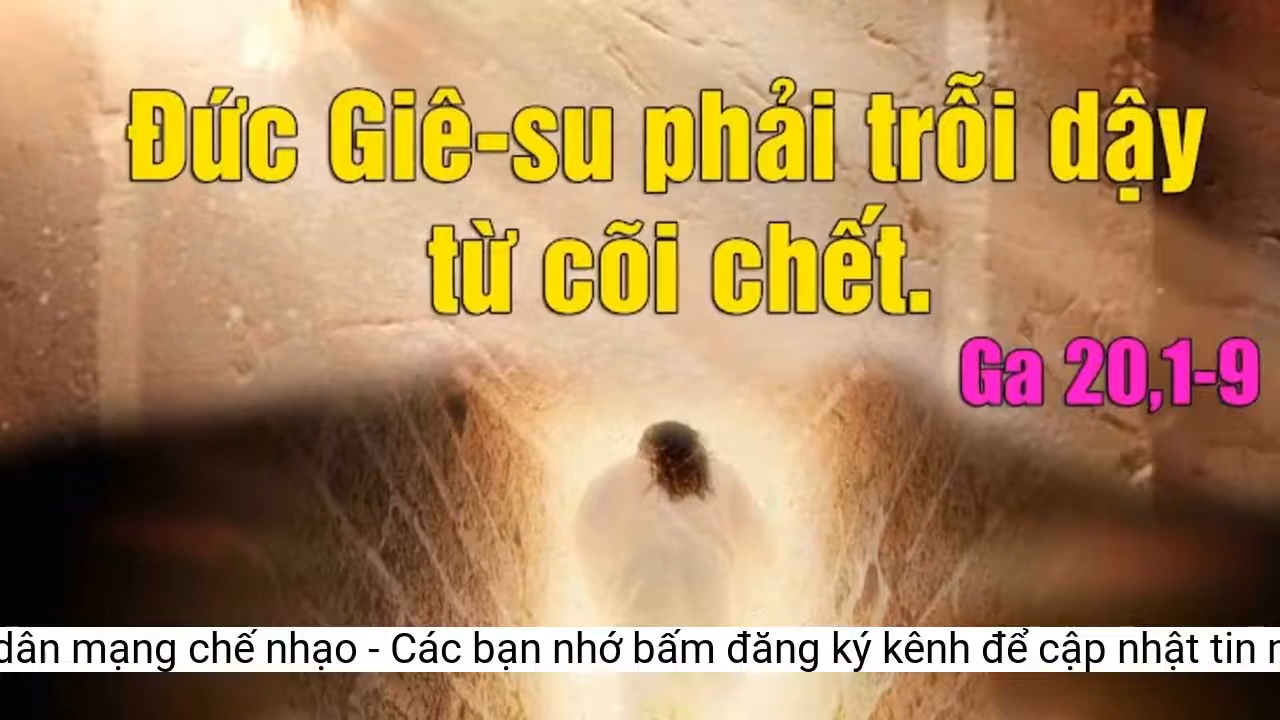 Đức Giê-su phải trỗi dậy
từ cõi chết.
Ga 20,1-9
dân mạng chế nhạo - Các bạn nhớ bấm đăng ký kênh để cập nhật tin